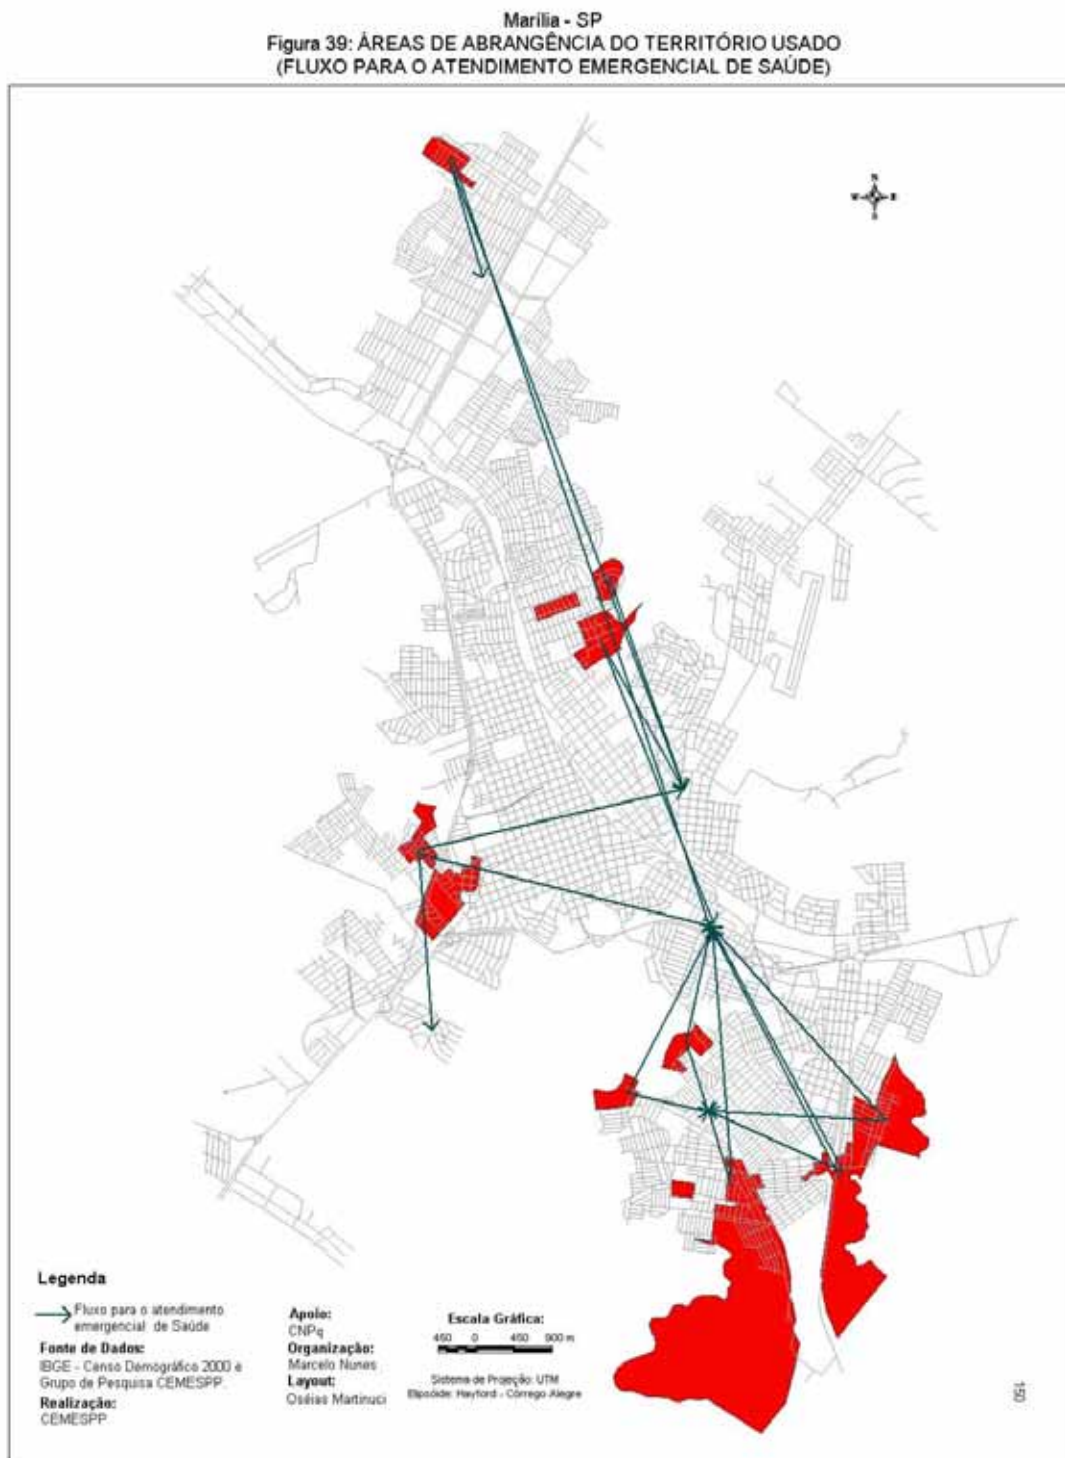 Marília - SP
Figura 39: ÁREAS DE ABRANGÊNCIA DO TERRITÓRIO USADO
(FLUXO PARA O ATENDIMENTO EMERGENCIAL DE SAÚDE)
N
W E
S
Legenda
Fluxo para o atendimento
emergencial de Saúde
Fonte de Dados:
IBGE - Censo Demográfico 2000 e
Grupo de Pesquisa CEMESPP.
Realização:
CEMESPP
Apoio:
CNPq
Organização:
Marcelo Nunes
Layout:
Oséias Martinuci
Escala Gráfica:
450 0 450 900 m
Sistema de Projeção: UTM
Elipsóide: Hayford - Córrego Alegre
150